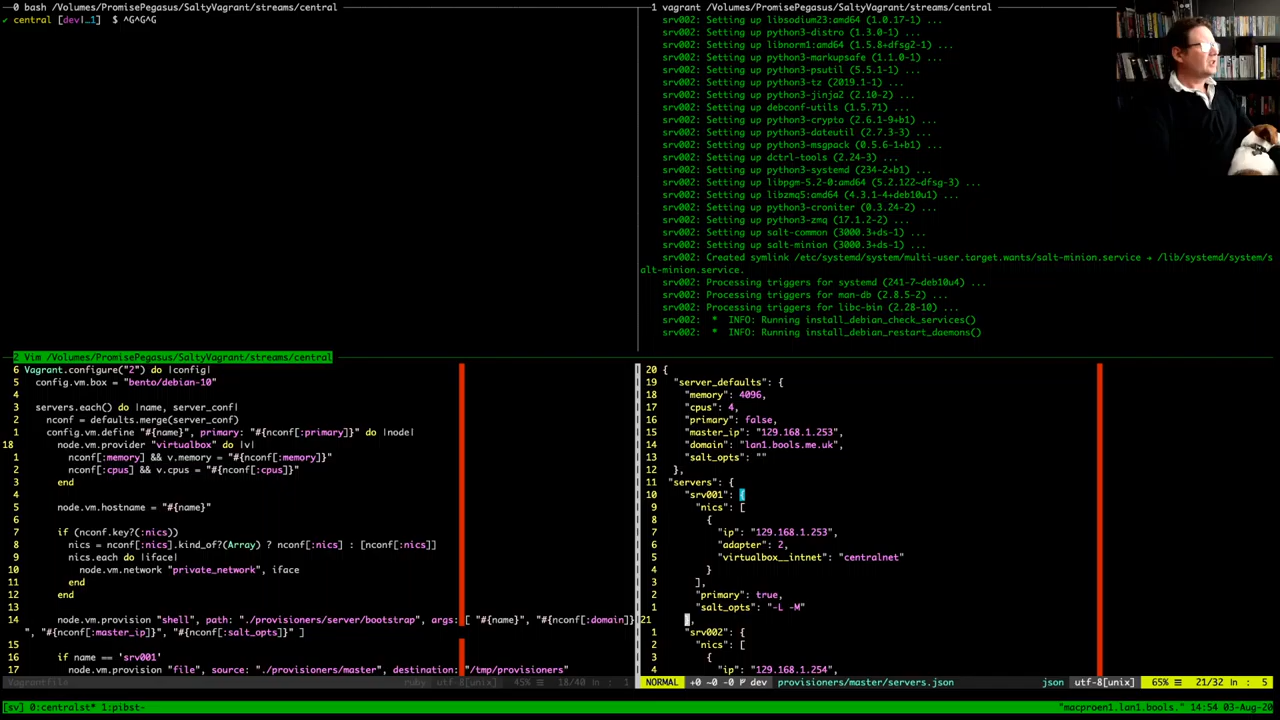 0 bash /Volumes/PromisePegasus/SaltyVagrant/streams/central
✔ central [dev|…1]  $ ^G^G^G
1 vagrant /Volumes/PromisePegasus/SaltyVagrant/streams/central
srv002: Setting up libsodium23:amd64 (1.0.17-1) ...
srv002: Setting up python3-distro (1.3.0-1) ...
srv002: Setting up libnorm1:amd64 (1.5.8+dfsg2-1) ...
srv002: Setting up python3-markupsafe (1.1.0-1) ...
srv002: Setting up python3-psutil (5.5.1-1) ...
srv002: Setting up python3-tz (2019.1-1) ...
srv002: Setting up python3-jinja2 (2.10-2) ...
srv002: Setting up debconf-utils (1.5.71) ...
srv002: Setting up python3-crypto (2.6.1-9+b1) ...
srv002: Setting up python3-dateutil (2.7.3-3) ...
srv002: Setting up python3-msgpack (0.5.6-1+b1) ...
srv002: Setting up dctrl-tools (2.24-3) ...
srv002: Setting up python3-systemd (234-2+b1) ...
srv002: Setting up libpgm-5.2-0:amd64 (5.2.122~dfsg-3) ...
srv002: Setting up libzmq5:amd64 (4.3.1-4+deb10u1) ...
srv002: Setting up python3-croniter (0.3.24-2) ...
srv002: Setting up python3-zmq (17.1.2-2) ...
srv002: Setting up salt-common (3000.3+ds-1) ...
srv002: Setting up salt-minion (3000.3+ds-1) ...
srv002: Created symlink /etc/systemd/system/multi-user.target.wants/salt-minion.service → /lib/systemd/system/s
alt-minion.service.
srv002: Processing triggers for systemd (241-7~deb10u4) ...
srv002: Processing triggers for man-db (2.8.5-2) ...
srv002: Processing triggers for libc-bin (2.28-10) ...
srv002:  *  INFO: Running install_debian_check_services()
srv002:  *  INFO: Running install_debian_restart_daemons()
2 Vim /Volumes/PromisePegasus/SaltyVagrant/streams/central
6 Vagrant.configure("2") do |config|
5   config.vm.box = "bento/debian-10"
4
3   servers.each() do |name, server_conf|
2     nconf = defaults.merge(server_conf)
1     config.vm.define "#{name}", primary: "#{nconf[:primary]}" do |node|
18       node.vm.provider "virtualbox" do |v|
1         nconf[:memory] && v.memory = "#{nconf[:memory]}"
2         nconf[:cpus] && v.cpus = "#{nconf[:cpus]}"
3       end
4
5       node.vm.hostname = "#{name}"
6
7       if (nconf.key?(:nics))
8         nics = nconf[:nics].kind_of?(Array) ? nconf[:nics] : [nconf[:nics]]
9         nics.each do |iface|
10           node.vm.network "private_network", iface
11         end
12       end
13
14       node.vm.provision "shell", path: "./provisioners/server/bootstrap", args: [ "#{name}", "#{nconf[:domain]}
", "#{nconf[:master_ip]}", "#{nconf[:salt_opts]}" ]
15
16       if name == 'srv001'
17         node.vm.provision "file", source: "./provisioners/master", destination: "/tmp/provisioners"
Vagrantfile ruby utf-8[unix] 45% ☰ 18/40 ln : 1
20 {
19   "server_defaults": {
18     "memory": 4096,
17     "cpus": 4,
16     "primary": false,
15     "master_ip": "129.168.1.253",
14     "domain": "lan1.bools.me.uk",
13     "salt_opts": ""
12   },
11   "servers": {
10     "srv001": {
9       "nics": [
8         {
7           "ip": "129.168.1.253",
6           "adapter": 2,
5           "virtualbox__intnet": "centralnet"
4         }
3       ],
2       "primary": true,
1       "salt_opts": "-L -M"
21     },
1     "srv002": {
2       "nics": [
3         {
4           "ip": "129.168.1.254",
NORMAL +0 ~0 -0 dev provisioners/master/servers.json json utf-8[unix] 65% ☰ 21/32 ln : 5
[sv] 0:centralst* 1:pibst- "macproen1.lan1.bools." 14:54 03-Aug-20